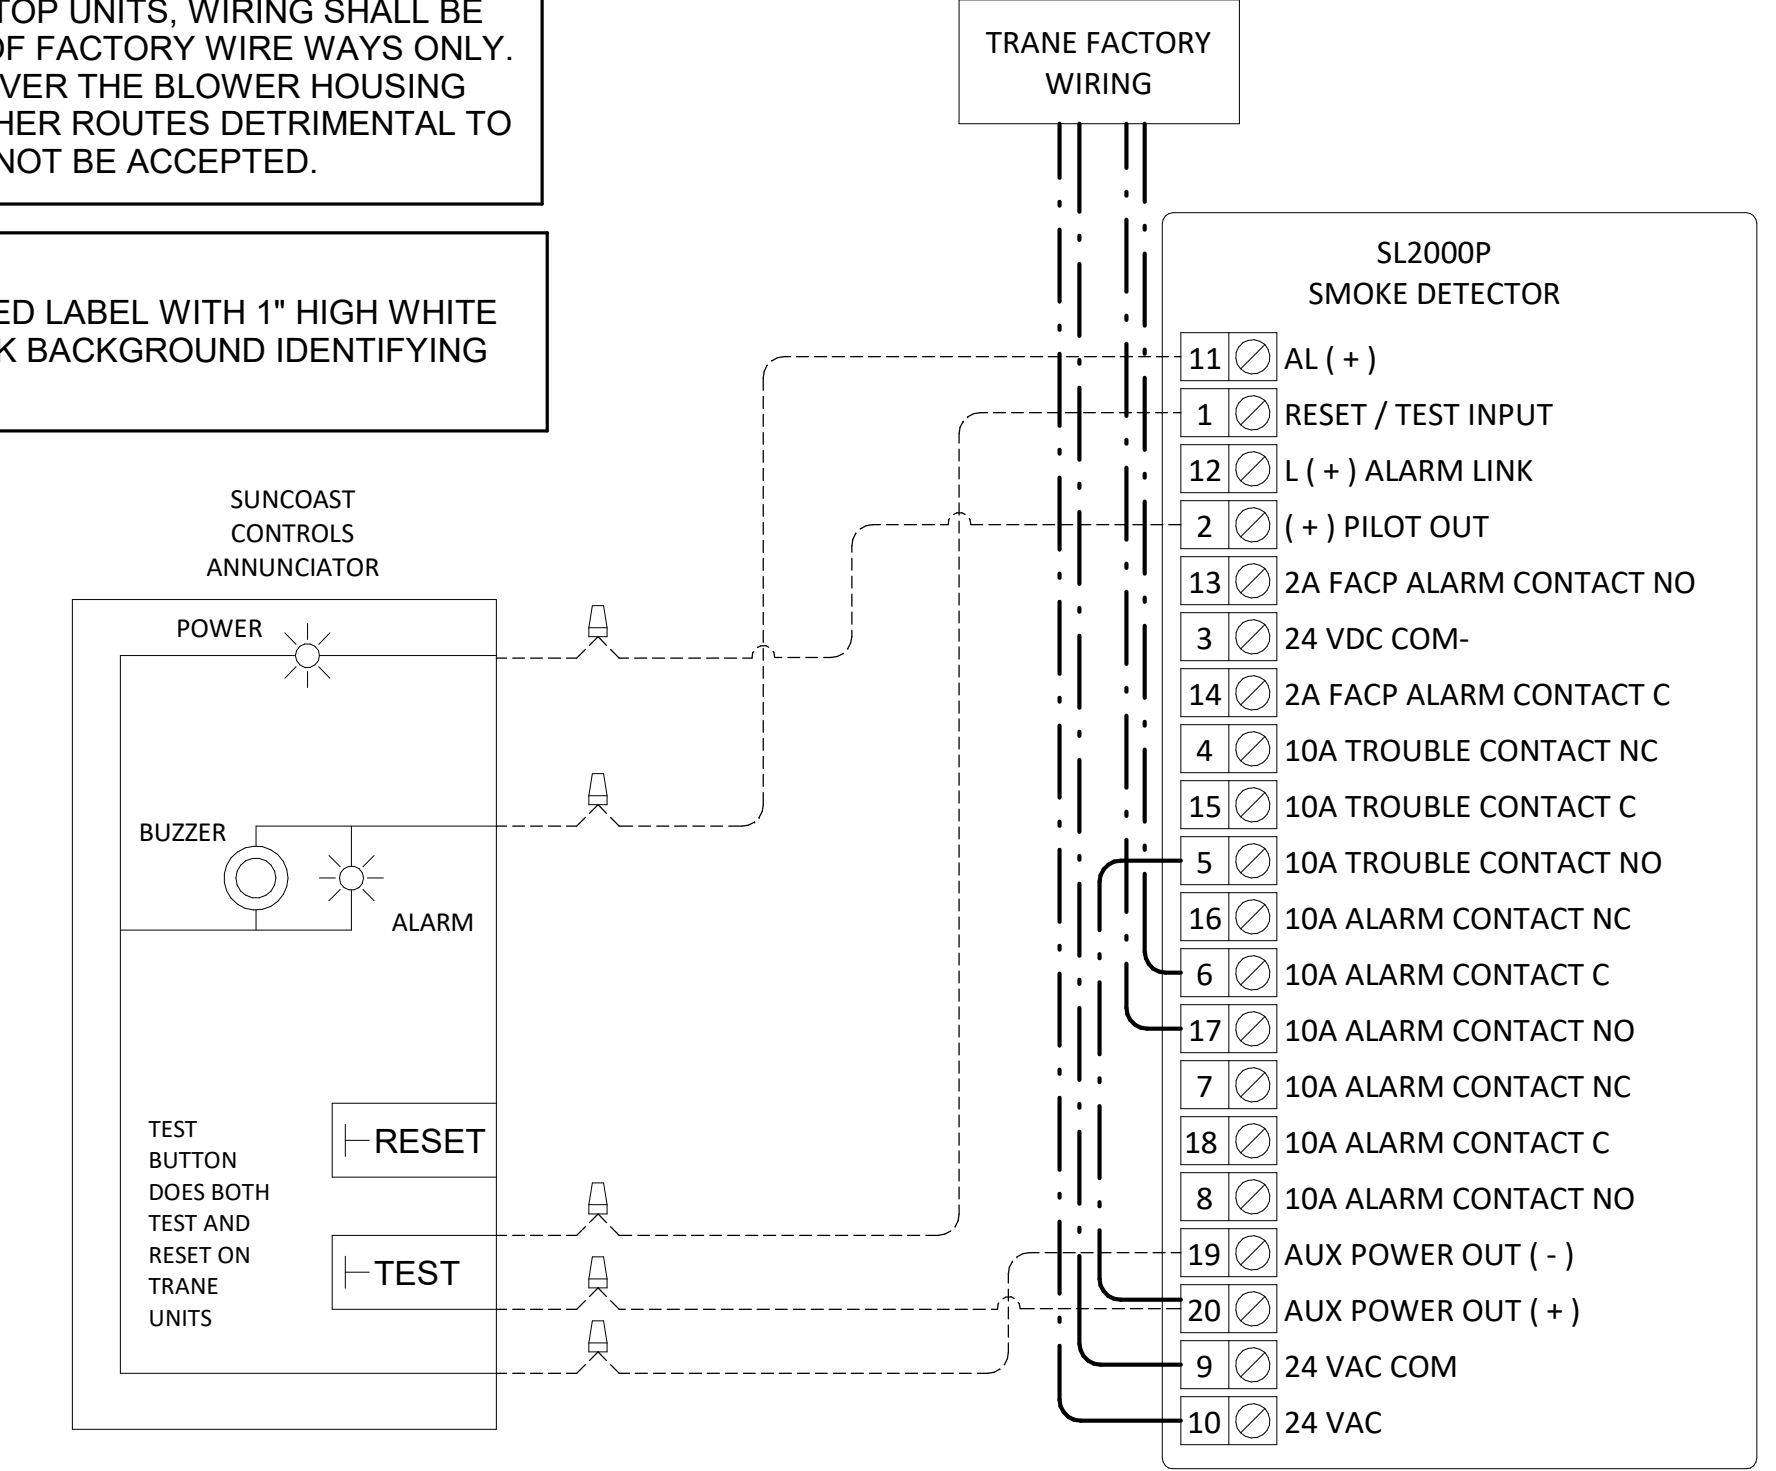 TOP UNITS, WIRING SHALL BE
OF FACTORY WIRE WAYS ONLY.
VER THE BLOWER HOUSING
HER ROUTES DETRIMENTAL TO
NOT BE ACCEPTED.
ED LABEL WITH 1" HIGH WHITE
K BACKGROUND IDENTIFYING
TRANE FACTORY
WIRING
SL2000P
SMOKE DETECTOR
11 AL ( + )
1 RESET / TEST INPUT
12 L ( + ) ALARM LINK
2 ( + ) PILOT OUT
13 2A FACP ALARM CONTACT NO
3 24 VDC COM-
14 2A FACP ALARM CONTACT C
4 10A TROUBLE CONTACT NC
15 10A TROUBLE CONTACT C
5 10A TROUBLE CONTACT NO
16 10A ALARM CONTACT NC
6 10A ALARM CONTACT C
17 10A ALARM CONTACT NO
7 10A ALARM CONTACT NC
18 10A ALARM CONTACT C
8 10A ALARM CONTACT NO
19 AUX POWER OUT ( - )
20 AUX POWER OUT ( + )
9 24 VAC COM
10 24 VAC
SUNCOAST
CONTROLS
ANNUNCIATOR
POWER
BUZZER
ALARM
RESET
TEST
TEST
BUTTON
DOES BOTH
TEST AND
RESET ON
TRANE
UNITS